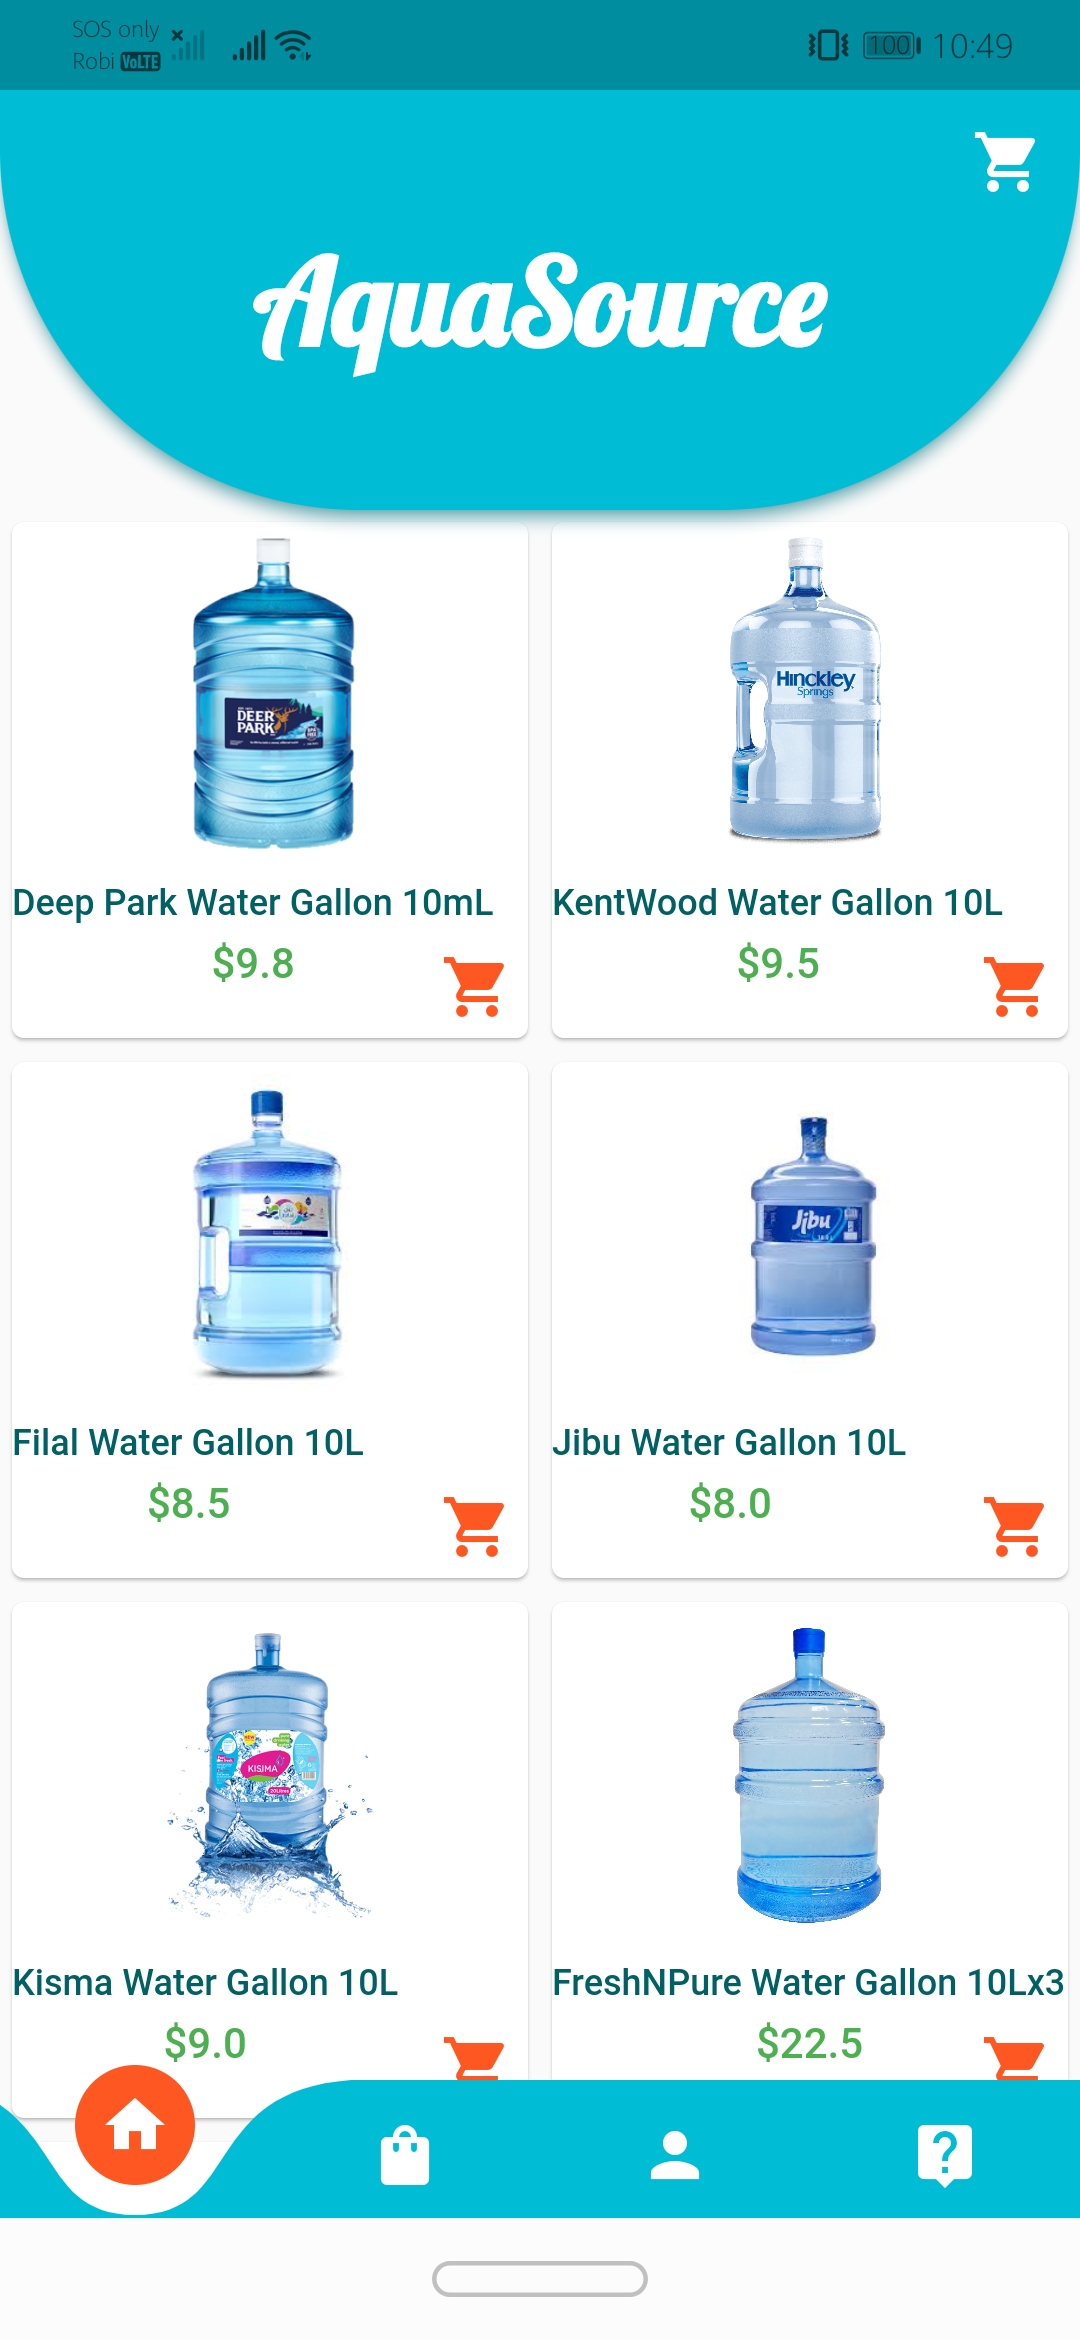 SOS only
Robi VoLTE
100 10:49
AquaSource
DEER
PARK
Hinckley
Springs
Deep Park Water Gallon 10mL
KentWood Water Gallon 10L
$9.8
$9.5
Jibu
Filal Water Gallon 10L
Jibu Water Gallon 10L
$8.5
$8.0
KISIMA
Kisma Water Gallon 10L
FreshNPure Water Gallon 10Lx3
$9.0
$22.5